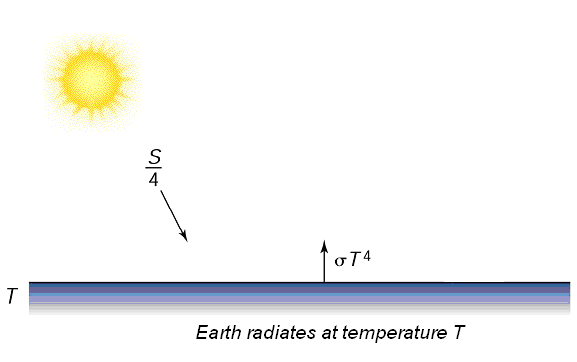 S
4
σT⁴
T
Earth radiates at temperature T